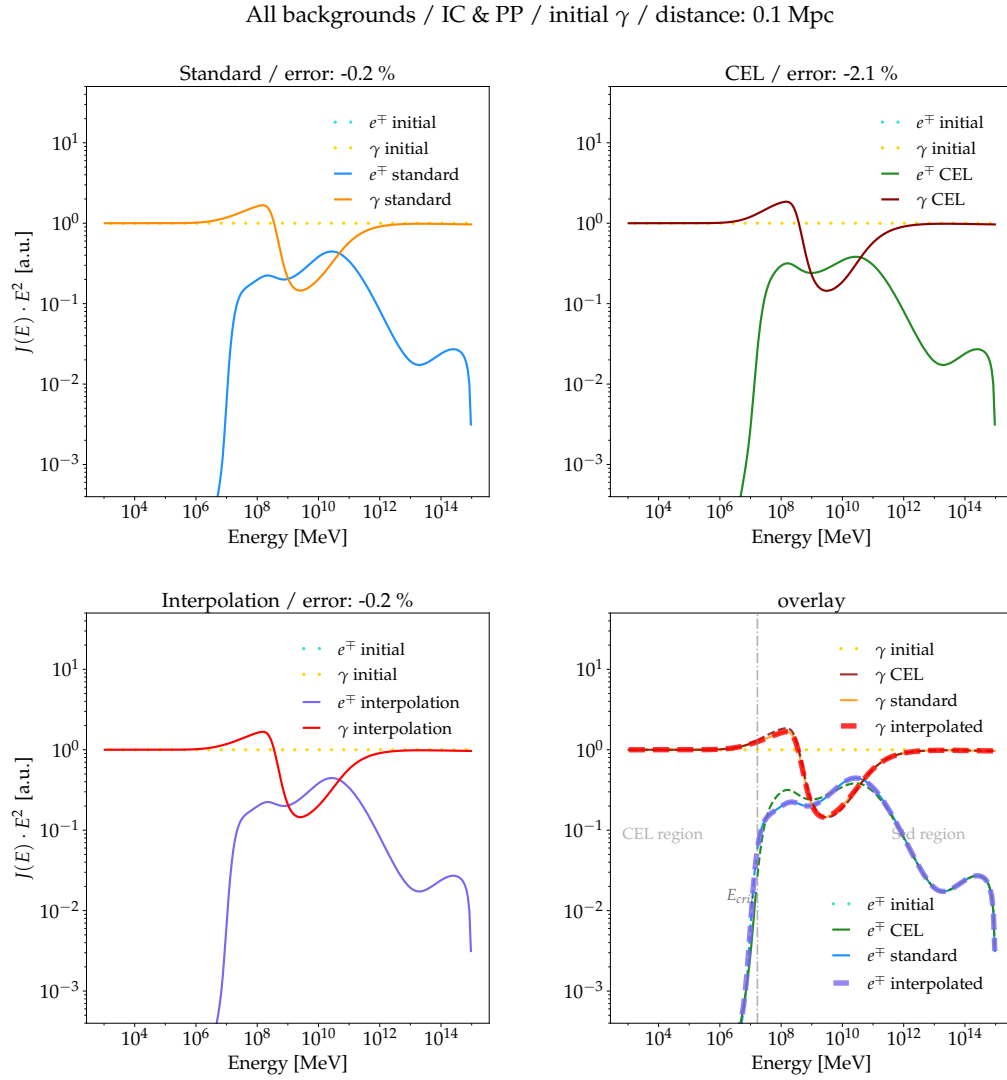 All backgrounds / IC & PP / initial γ / distance: 0.1 Mpc
Standard / error: -0.2 %
J(E) · E² [a.u.]
10¹
10⁰
10⁻¹
10⁻²
10⁻³
e∓ initial
γ initial
e∓ standard
γ standard
10⁴ 10⁶ 10⁸ 10¹⁰ 10¹² 10¹⁴
Energy [MeV]
CEL / error: -2.1 %
10¹
10⁰
10⁻¹
10⁻²
10⁻³
e∓ initial
γ initial
e∓ CEL
γ CEL
10⁴ 10⁶ 10⁸ 10¹⁰ 10¹² 10¹⁴
Energy [MeV]
Interpolation / error: -0.2 %
J(E) · E² [a.u.]
10¹
10⁰
10⁻¹
10⁻²
10⁻³
e∓ initial
γ initial
e∓ interpolation
γ interpolation
10⁴ 10⁶ 10⁸ 10¹⁰ 10¹² 10¹⁴
Energy [MeV]
overlay
10¹
10⁰
10⁻¹
10⁻²
10⁻³
γ initial
γ CEL
γ standard
γ interpolated
CEL region
Std region
E_crit
e∓ initial
e∓ CEL
e∓ standard
e∓ interpolated
10⁴ 10⁶ 10⁸ 10¹⁰ 10¹² 10¹⁴
Energy [MeV]